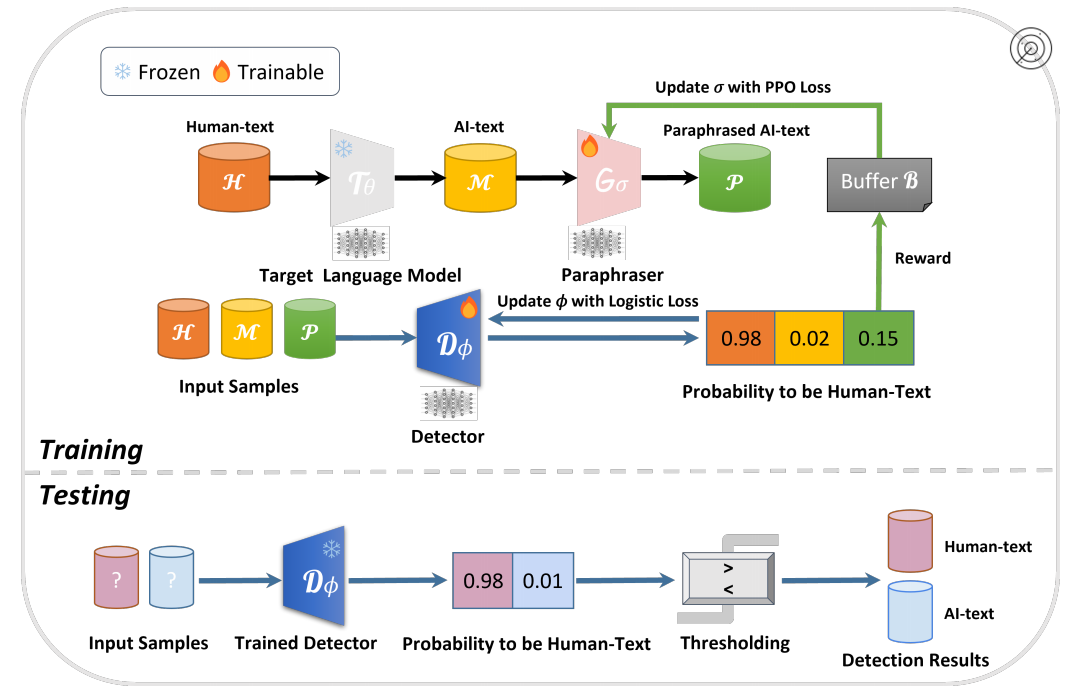 Frozen Trainable
Update σ with PPO Loss
Human-text
AI-text
Paraphrased AI-text
ℋ
𝒯θ
ℳ
Gσ
𝒫
Buffer ℬ
Reward
Target Language Model
Paraphraser
Update ϕ with Logistic Loss
ℋ
ℳ
𝒫
𝒟ϕ
0.98
0.02
0.15
Input Samples
Probability to be Human-Text
Detector
Training
Testing
?
?
𝒟ϕ
0.98
0.01
>
<
Human-text
AI-text
Input Samples
Trained Detector
Probability to be Human-Text
Thresholding
Detection Results